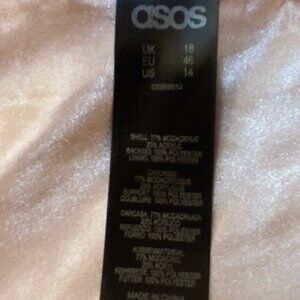 asos
UK 18
EU 46
US 14
SHELL: 77% MODACRYLIC
23% ACRYLIC
BACKING: 100% POLYESTER
LINING: 100% POLYESTER
CARCASSE
77% MODACRYLIQUE
23% ACRYLIQUE
SUPPORT: 100% POLYESTER
DOUBLURE: 100% POLYESTER
CARCASA: 77% MODACRILICA
23% ACRILICO
REFUERZO: 100% POLIESTER
FORRO: 100% POLIESTER
AUSSENMATERIAL:
77% MODACRYL
23% ACRYL
KEHRSEITE: 100% POLYESTER
FUTTER: 100% POLYESTER
MADE IN CHINA